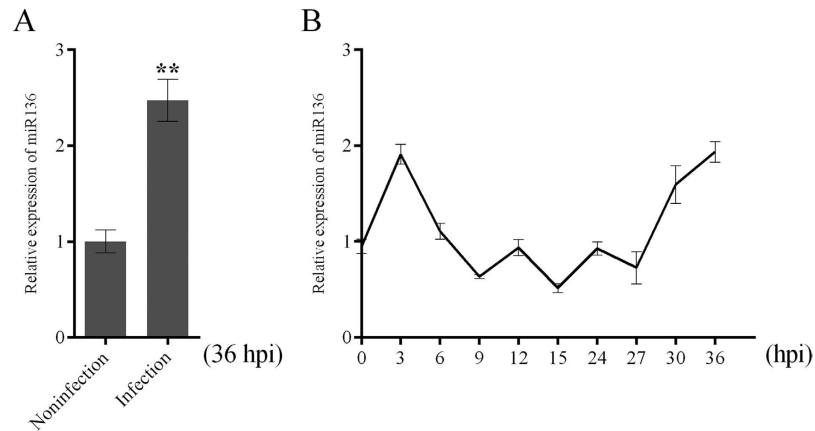 A
Relative expression of miR136
3
2
1
0
**
Noninfection
Infection
(36 hpi)
B
Relative expression of miR136
3
2
1
0
0 3 6 9 12 15 24 27 30 36
(hpi)